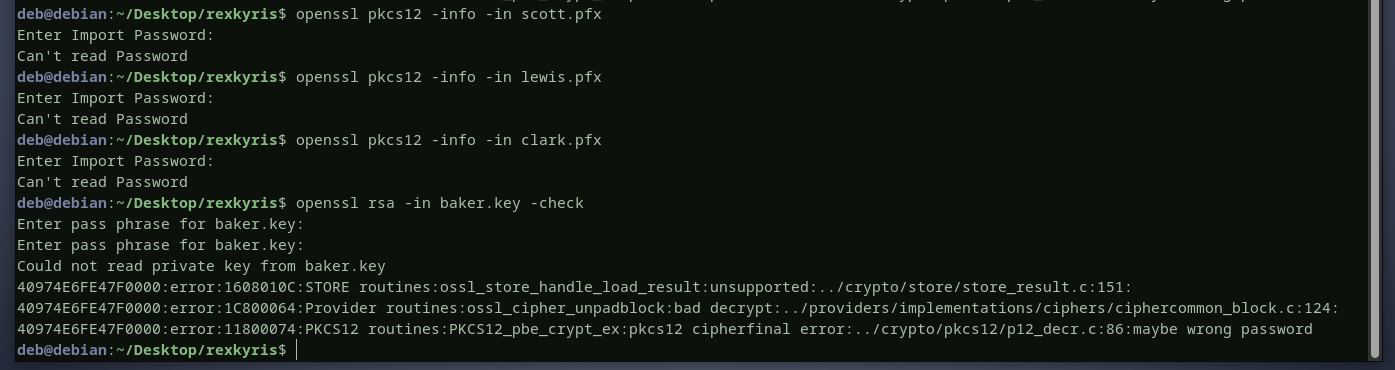 deb@debian:~/Desktop/rexkyris$ openssl pkcs12 -info -in scott.pfx
Enter Import Password:
Can't read Password
deb@debian:~/Desktop/rexkyris$ openssl pkcs12 -info -in lewis.pfx
Enter Import Password:
Can't read Password
deb@debian:~/Desktop/rexkyris$ openssl pkcs12 -info -in clark.pfx
Enter Import Password:
Can't read Password
deb@debian:~/Desktop/rexkyris$ openssl rsa -in baker.key -check
Enter pass phrase for baker.key:
Enter pass phrase for baker.key:
Could not read private key from baker.key
40974E6FE47F0000:error:1608010C:STORE routines:ossl_store_handle_load_result:unsupported:../crypto/store/store_result.c:151:
40974E6FE47F0000:error:1C800064:Provider routines:ossl_cipher_unpadblock:bad decrypt:../providers/implementations/ciphers/ciphercommon_block.c:124:
40974E6FE47F0000:error:11800074:PKCS12 routines:PKCS12_pbe_crypt_ex:pkcs12 cipherfinal error:../crypto/pkcs12/p12_decr.c:86:maybe wrong password
deb@debian:~/Desktop/rexkyris$